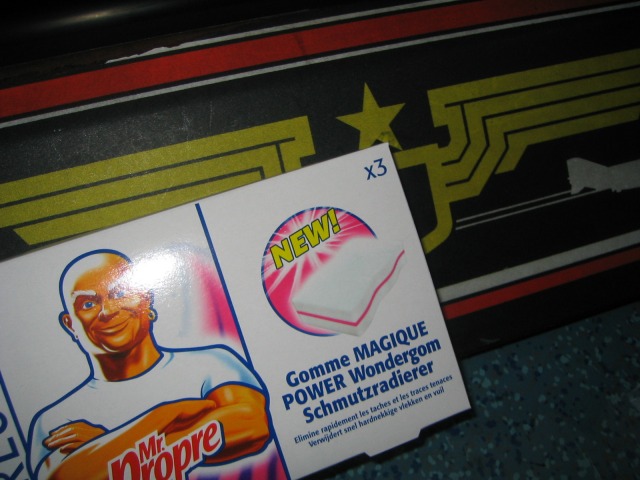 x3
NEW!
Gomme MAGIQUE
POWER Wondergom
Schmutzradierer
Elimine rapidement les taches et les traces tenaces
Verwijdert snel hardnekkige vlekken en vuil
Mr.
Propre